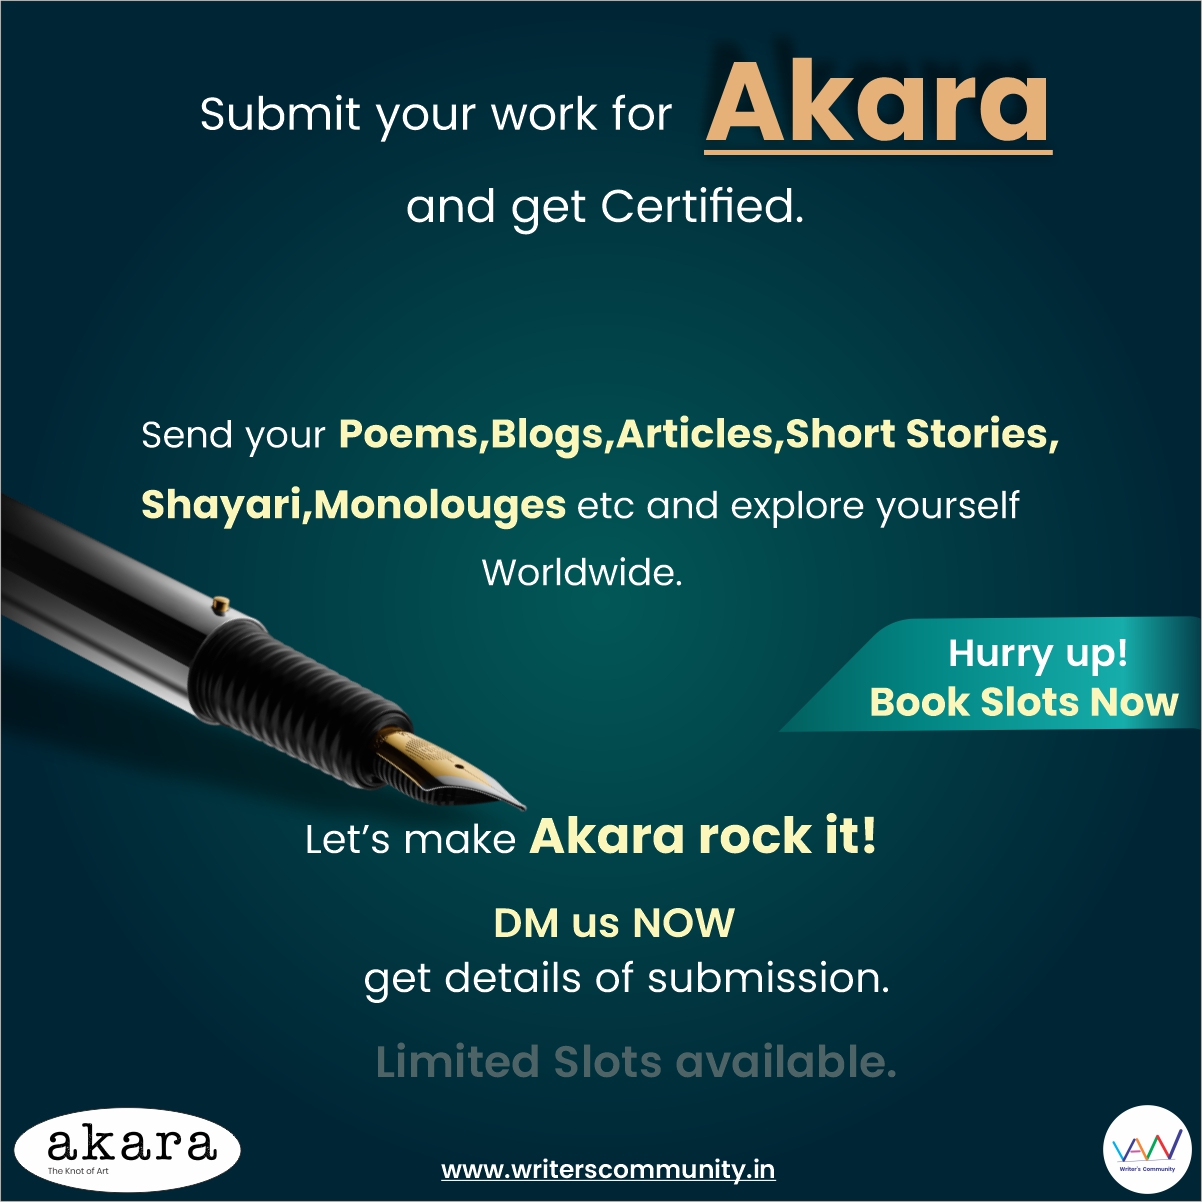 Submit your work for Akara
and get Certified.
Send your Poems,Blogs,Articles,Short Stories,
Shayari,Monolouges etc and explore yourself
Worldwide.
Hurry up!
Book Slots Now
Let’s make Akara rock it!
DM us NOW
get details of submission.
Limited Slots available.
akara
The Knot of Art
www.writerscommunity.in
Writer's Community